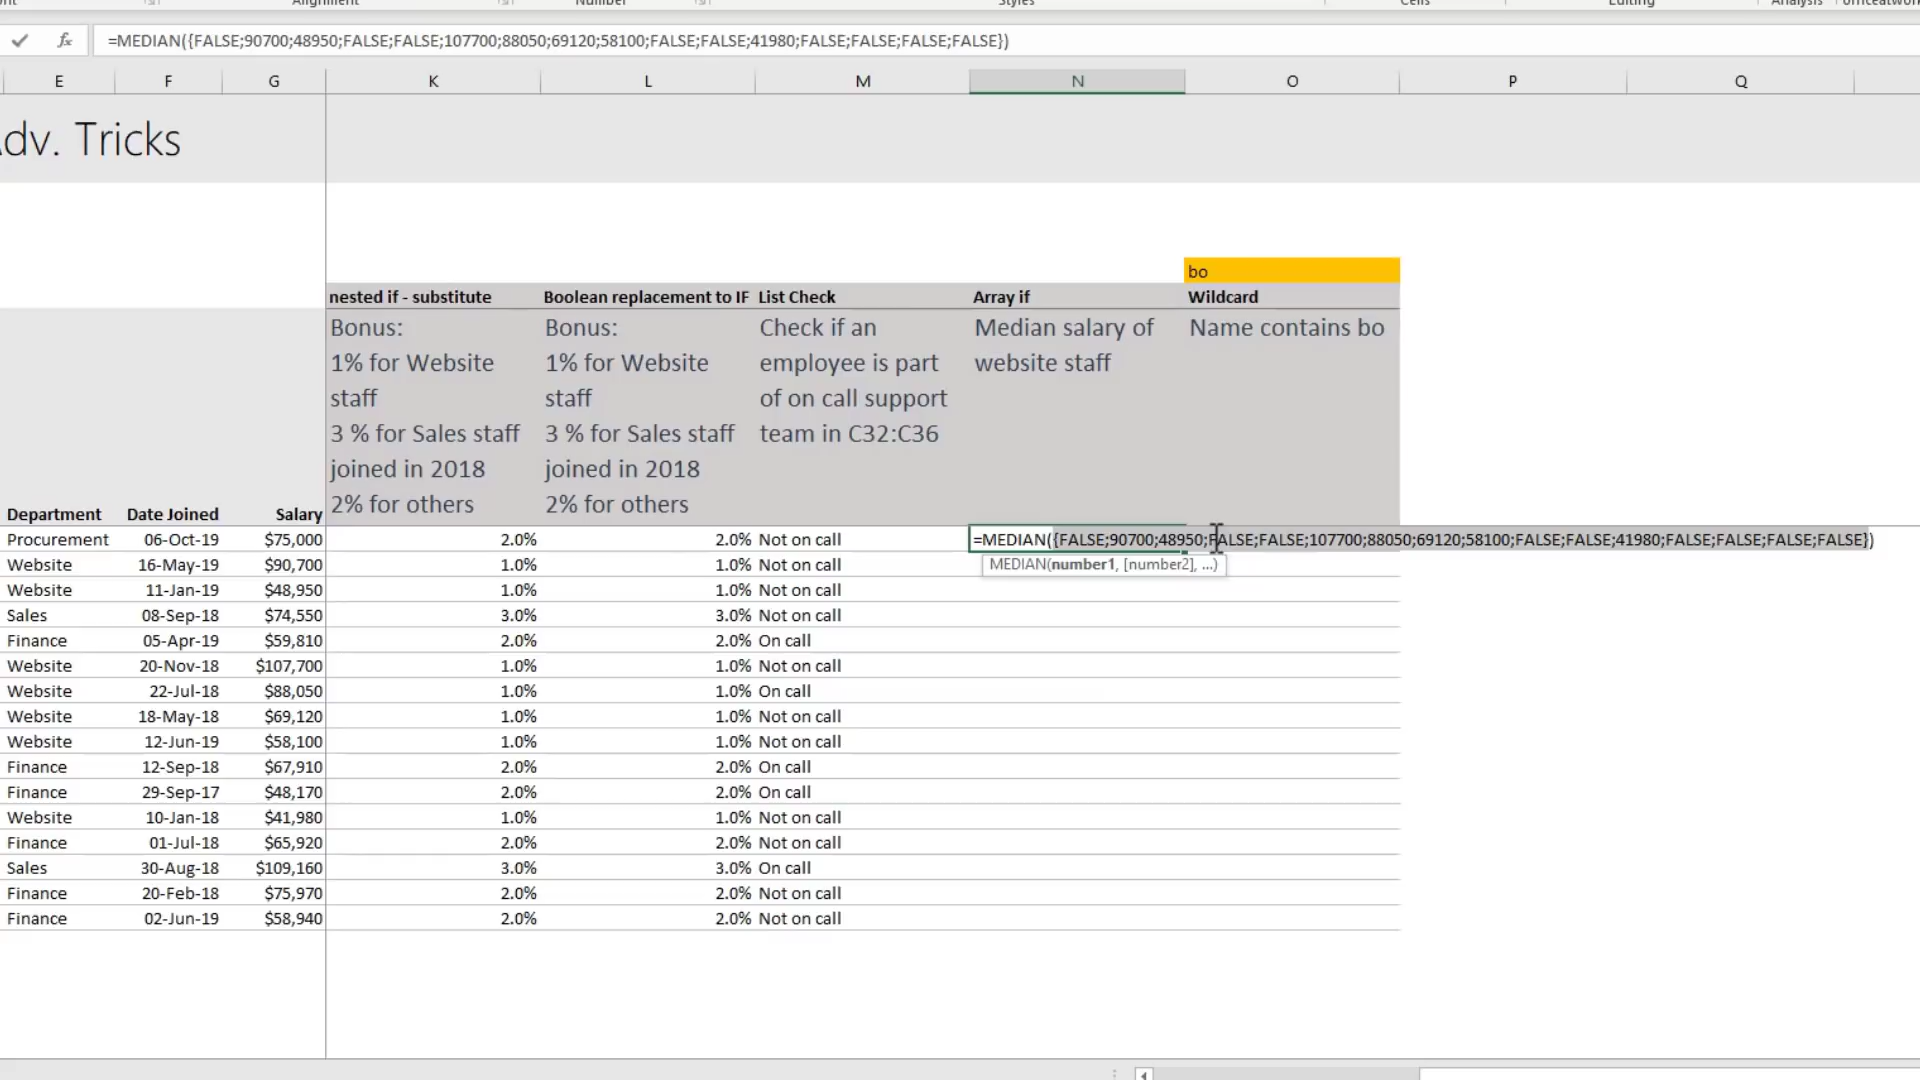 Alignment Number Styles Cells Editing Analysis
=MEDIAN({FALSE;90700;48950;FALSE;FALSE;107700;88050;69120;58100;FALSE;FALSE;41980;FALSE;FALSE;FALSE;FALSE})
E F G K L M N O P Q
dv. Tricks
bo
nested if - substitute Boolean replacement to IF List Check Array if Wildcard
Bonus: Bonus: Check if an Median salary of Name contains bo
1% for Website 1% for Website employee is part website staff
staff staff of on call support
3 % for Sales staff 3 % for Sales staff team in C32:C36
joined in 2018 joined in 2018
Department Date Joined Salary 2% for others 2% for others
Procurement 06-Oct-19 $75,000 2.0% 2.0% Not on call =MEDIAN({FALSE;90700;48950;FALSE;FALSE;107700;88050;69120;58100;FALSE;FALSE;41980;FALSE;FALSE;FALSE;FALSE})
Website 16-May-19 $90,700 1.0% 1.0% Not on call MEDIAN(number1, [number2], ...)
Website 11-Jan-19 $48,950 1.0% 1.0% Not on call
Sales 08-Sep-18 $74,550 3.0% 3.0% Not on call
Finance 05-Apr-19 $59,810 2.0% 2.0% On call
Website 20-Nov-18 $107,700 1.0% 1.0% Not on call
Website 22-Jul-18 $88,050 1.0% 1.0% On call
Website 18-May-18 $69,120 1.0% 1.0% Not on call
Website 12-Jun-19 $58,100 1.0% 1.0% Not on call
Finance 12-Sep-18 $67,910 2.0% 2.0% On call
Finance 29-Sep-17 $48,170 2.0% 2.0% On call
Website 10-Jan-18 $41,980 1.0% 1.0% Not on call
Finance 01-Jul-18 $65,920 2.0% 2.0% Not on call
Sales 30-Aug-18 $109,160 3.0% 3.0% On call
Finance 20-Feb-18 $75,970 2.0% 2.0% Not on call
Finance 02-Jun-19 $58,940 2.0% 2.0% Not on call